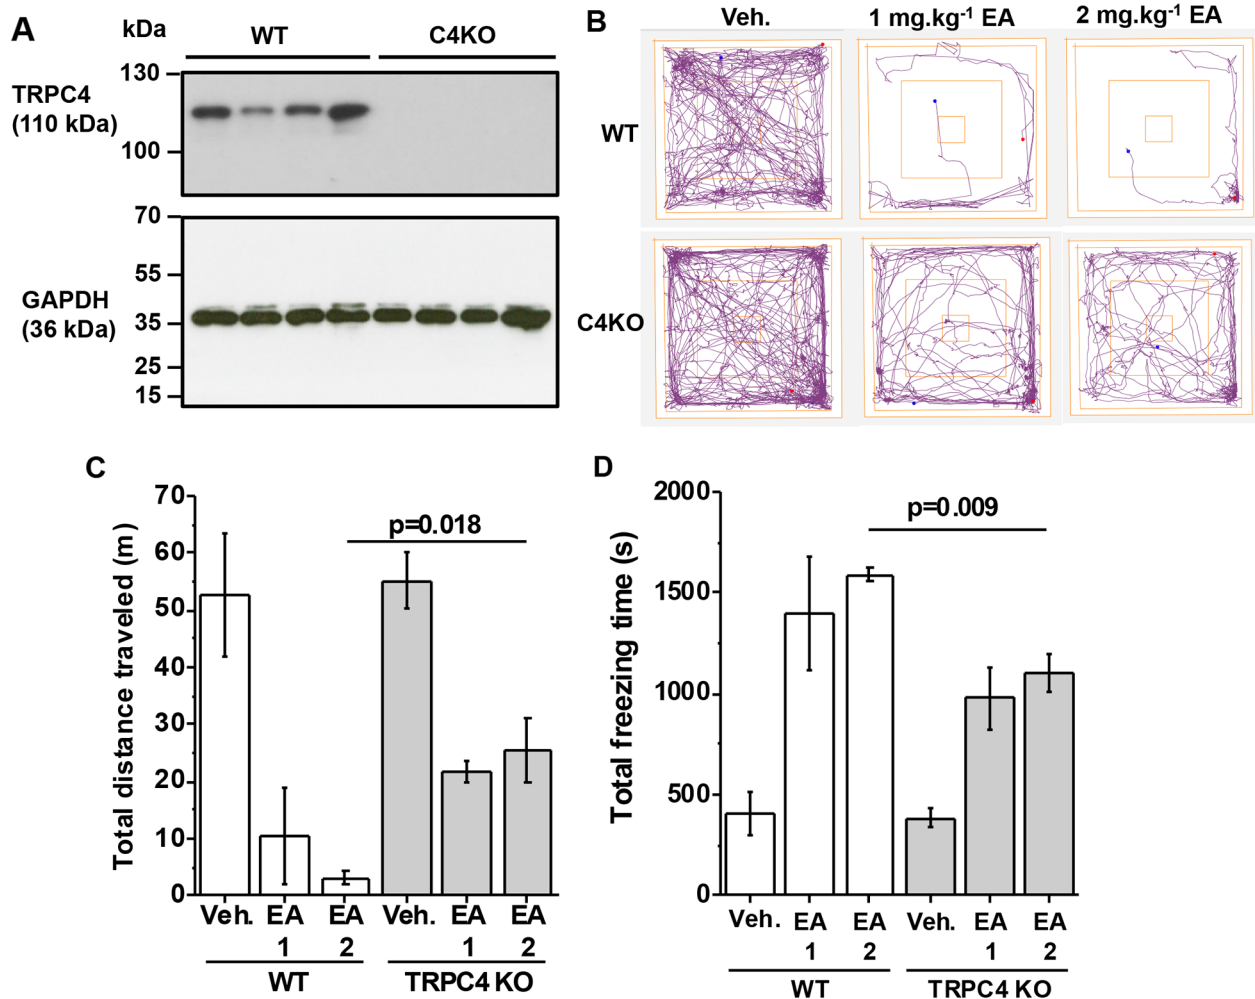 A
kDa
WT
C4KO
TRPC4
(110 kDa)
130
100
GAPDH
(36 kDa)
70
55
35
25
15
B
Veh.
1 mg.kg-1 EA
2 mg.kg-1 EA
WT
C4KO
C
Total distance traveled (m)
70
60
50
40
30
20
10
0
p=0.018
Veh. EA EA Veh. EA EA
1 2 1 2
WT TRPC4 KO
D
Total freezing time (s)
2000
1500
1000
500
0
p=0.009
Veh. EA EA Veh. EA EA
1 2 1 2
WT TRPC4 KO